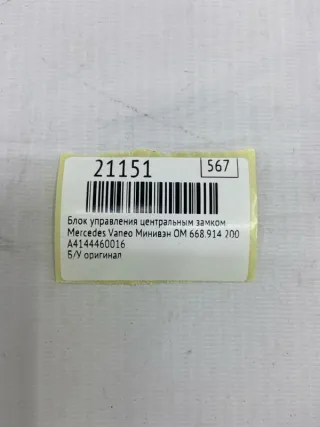 21151 567
Блок управления центральным замком
Mercedes Vaneo Минивэн OM 668.914 200
A4144460016
Б/У оригинал